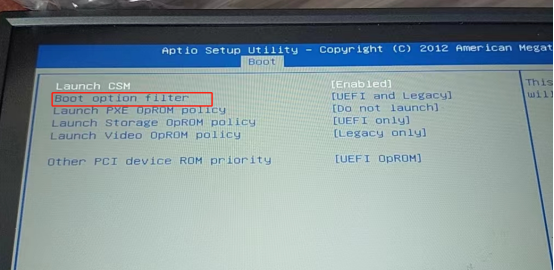 Aptio Setup Utility – Copyright (C) 2012 American Megat
Boot
Launch CSM [Enabled] This
Boot option filter [UEFI and Legacy] will
Launch PXE OpROM policy [Do not launch]
Launch Storage OpROM policy [UEFI only]
Launch Video OpROM policy [Legacy only]
Other PCI device ROM priority [UEFI OpROM]